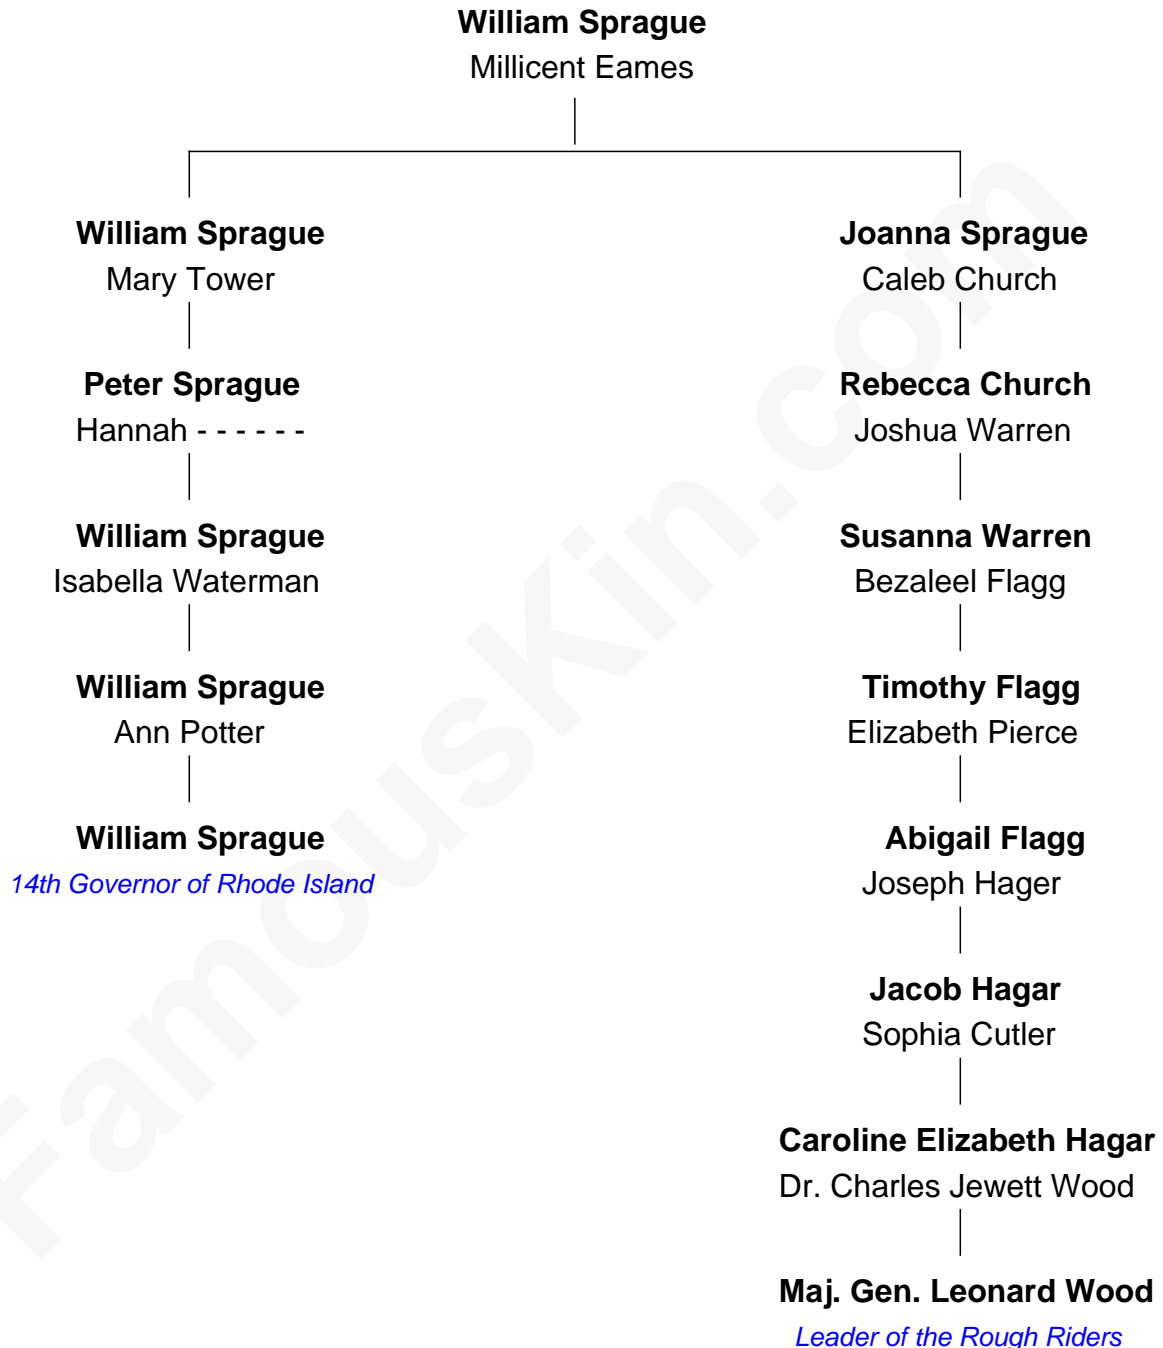 William Sprague
Millicent Eames
William Sprague
Mary Tower
Joanna Sprague
Caleb Church
Peter Sprague
Hannah - - - - - -
Rebecca Church
Joshua Warren
William Sprague
Isabella Waterman
Susanna Warren
Bezaleel Flagg
William Sprague
Ann Potter
Timothy Flagg
Elizabeth Pierce
William Sprague
14th Governor of Rhode Island
Abigail Flagg
Joseph Hager
Jacob Hagar
Sophia Cutler
Caroline Elizabeth Hagar
Dr. Charles Jewett Wood
Maj. Gen. Leonard Wood
Leader of the Rough Riders
FamousKin.com